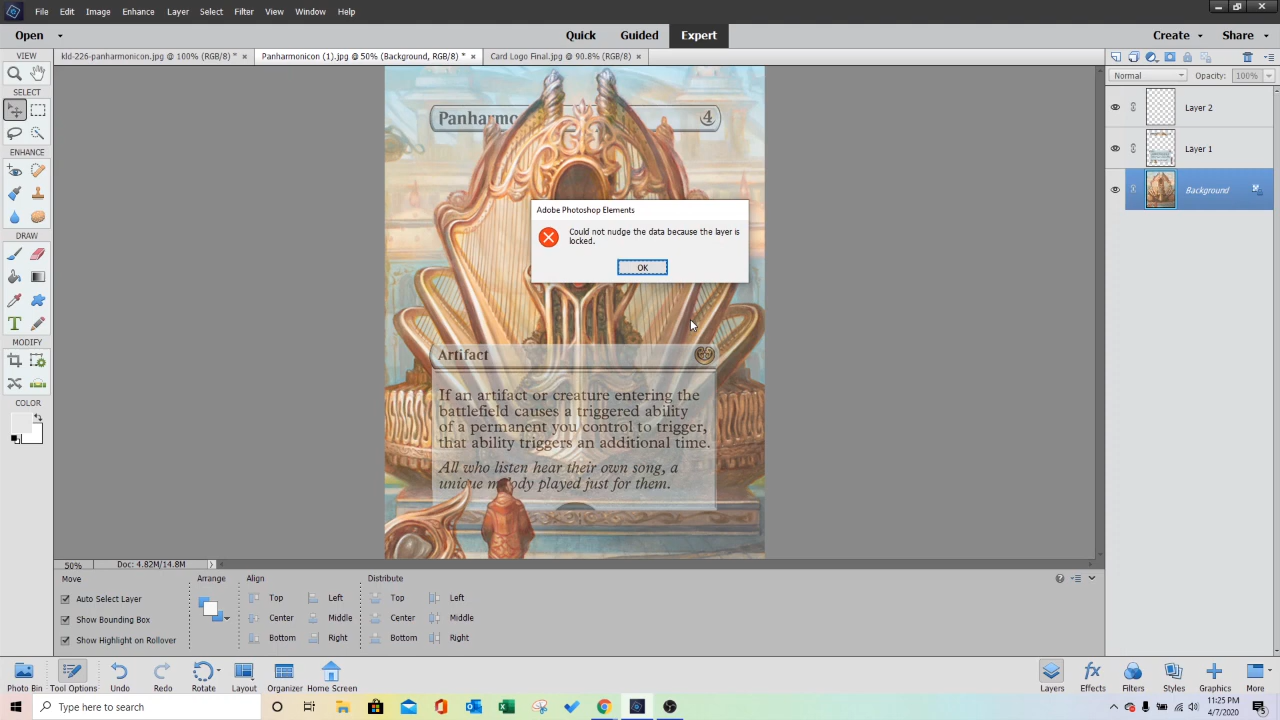 File Edit Image Enhance Layer Select Filter View Window Help
Open Quick Guided Expert Create Share
VIEW
kld-226-panharmonicon.jpg @ 100% (RGB/8) * × Panharmonicon (1).jpg @ 50% (Background, RGB/8) * × Card Logo Final.jpg @ 90.8% (RGB/8) ×
Normal Opacity: 100%
SELECT
Layer 2
Panharmo 4
ENHANCE
Layer 1
Background
Adobe Photoshop Elements
Could not nudge the data because the layer is
locked.
OK
DRAW
MODIFY
Artifact
If an artifact or creature entering the
battlefield causes a triggered ability
of a permanent you control to trigger,
that ability triggers an additional time.
All who listen hear their own song, a
unique melody played just for them.
COLOR
50% Doc: 4.82M/14.8M
Move Arrange Align Distribute
Auto Select Layer Top Left Top Left
Show Bounding Box Center Middle Center Middle
Show Highlight on Rollover Bottom Right Bottom Right
Photo Bin Tool Options Undo Redo Rotate Layout Organizer Home Screen Layers Effects Filters Styles Graphics More
Type here to search
11:25 PM
4/7/2020
5